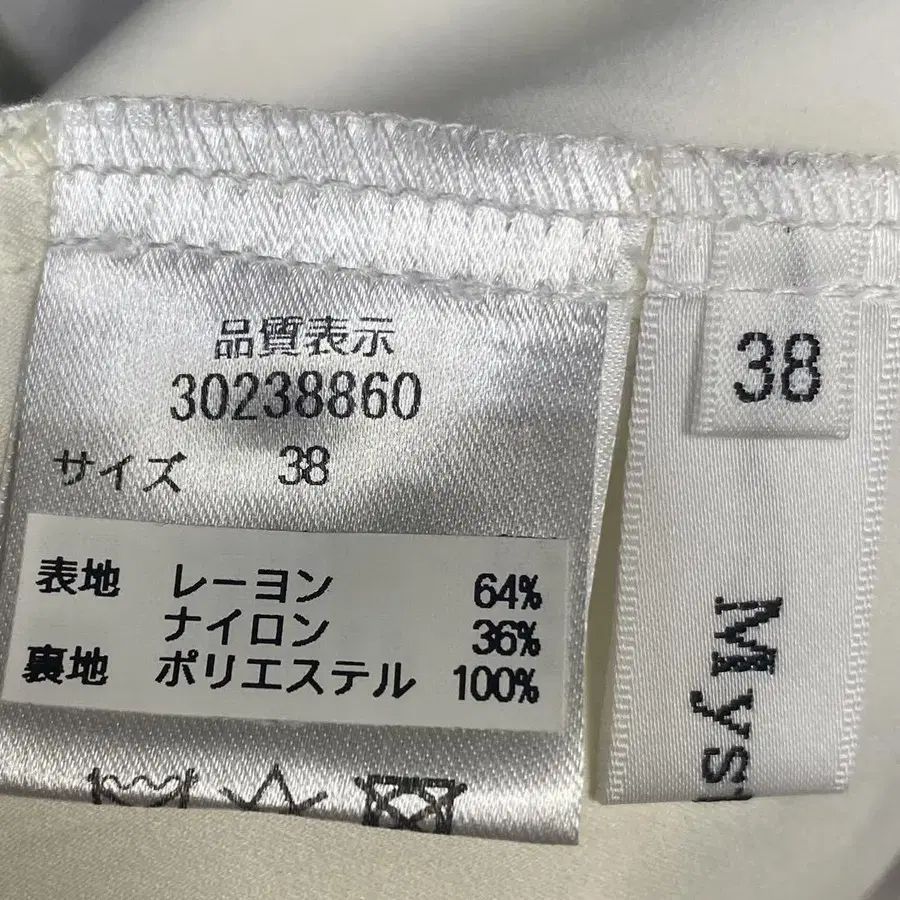 品質表示
30238860
サイズ 38
表地 レーヨン 64%
ナイロン 36%
裏地 ポリエステル 100%
38
Mys